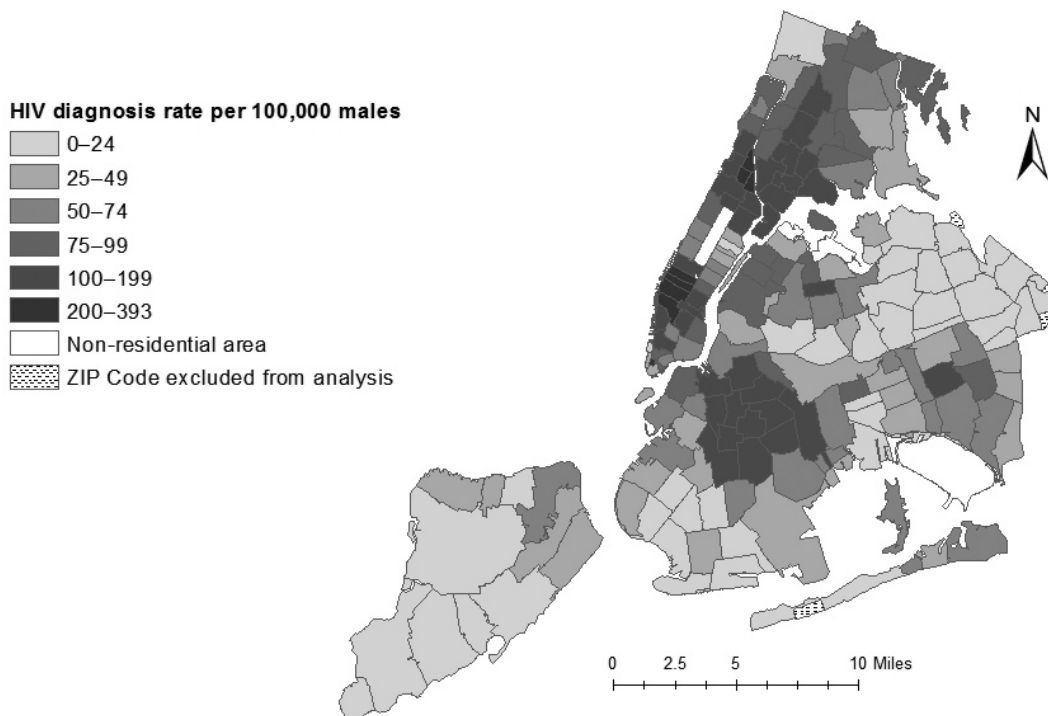 HIV diagnosis rate per 100,000 males
0–24
25–49
50–74
75–99
100–199
200–393
Non-residential area
ZIP Code excluded from analysis
N
0 2.5 5 10 Miles